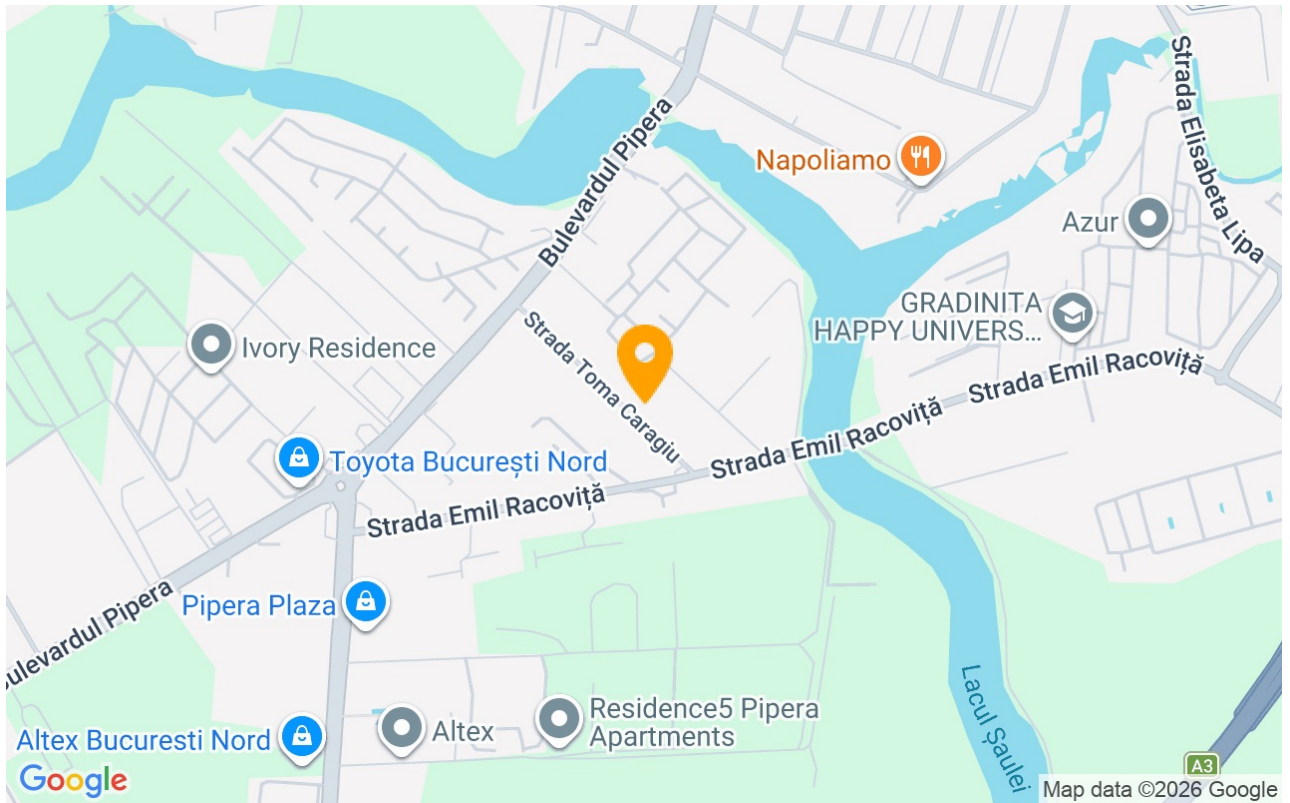 Strada Elisabeta Lipa
Bulevardul Pipera
Napoliamo
Azur
GRADINITA
HAPPY UNIVERS...
Strada Toma Caragiu
Ivory Residence
Strada Emil Racoviță
Strada Emil Racoviță
Toyota București Nord
Strada Emil Racoviță
Pipera Plaza
ulevardul Pipera
Lacul Șaulei
Residence5 Pipera
Apartments
Altex
Altex Bucuresti Nord
A3
Google
Map data ©2026 Google